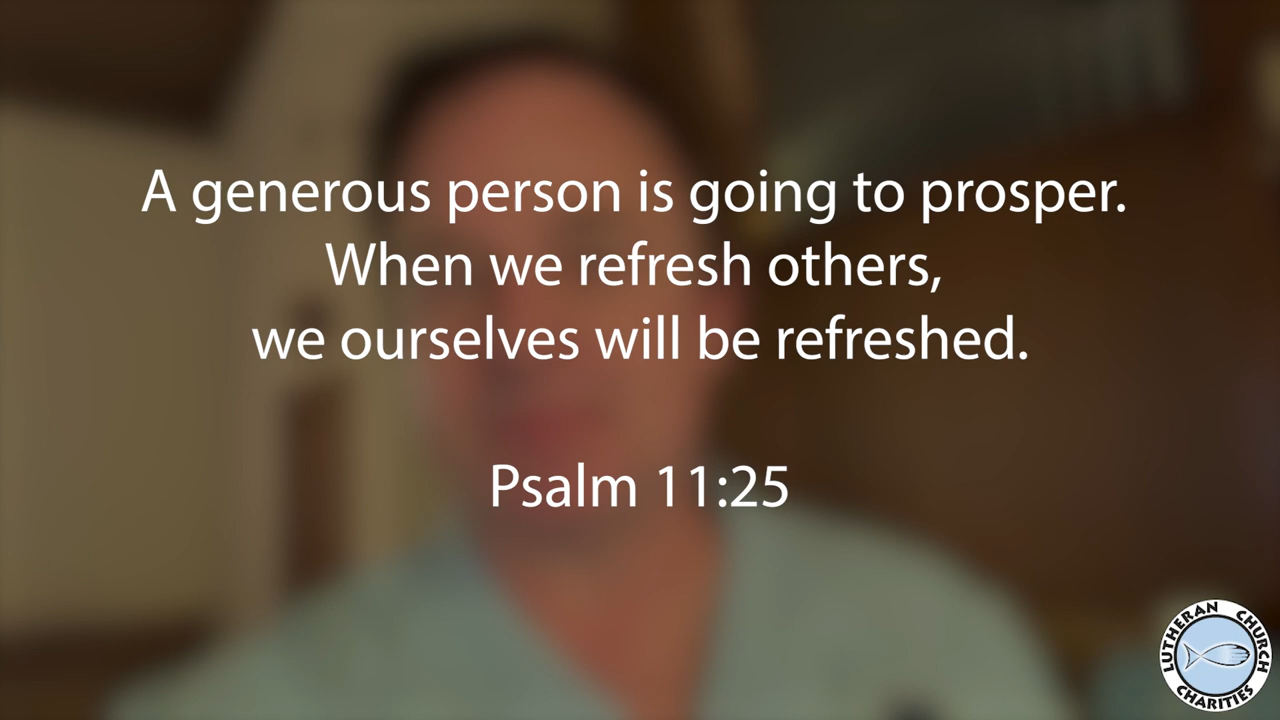 A generous person is going to prosper.
When we refresh others,
we ourselves will be refreshed.
Psalm 11:25
LUTHERAN CHURCH
CHARITIES